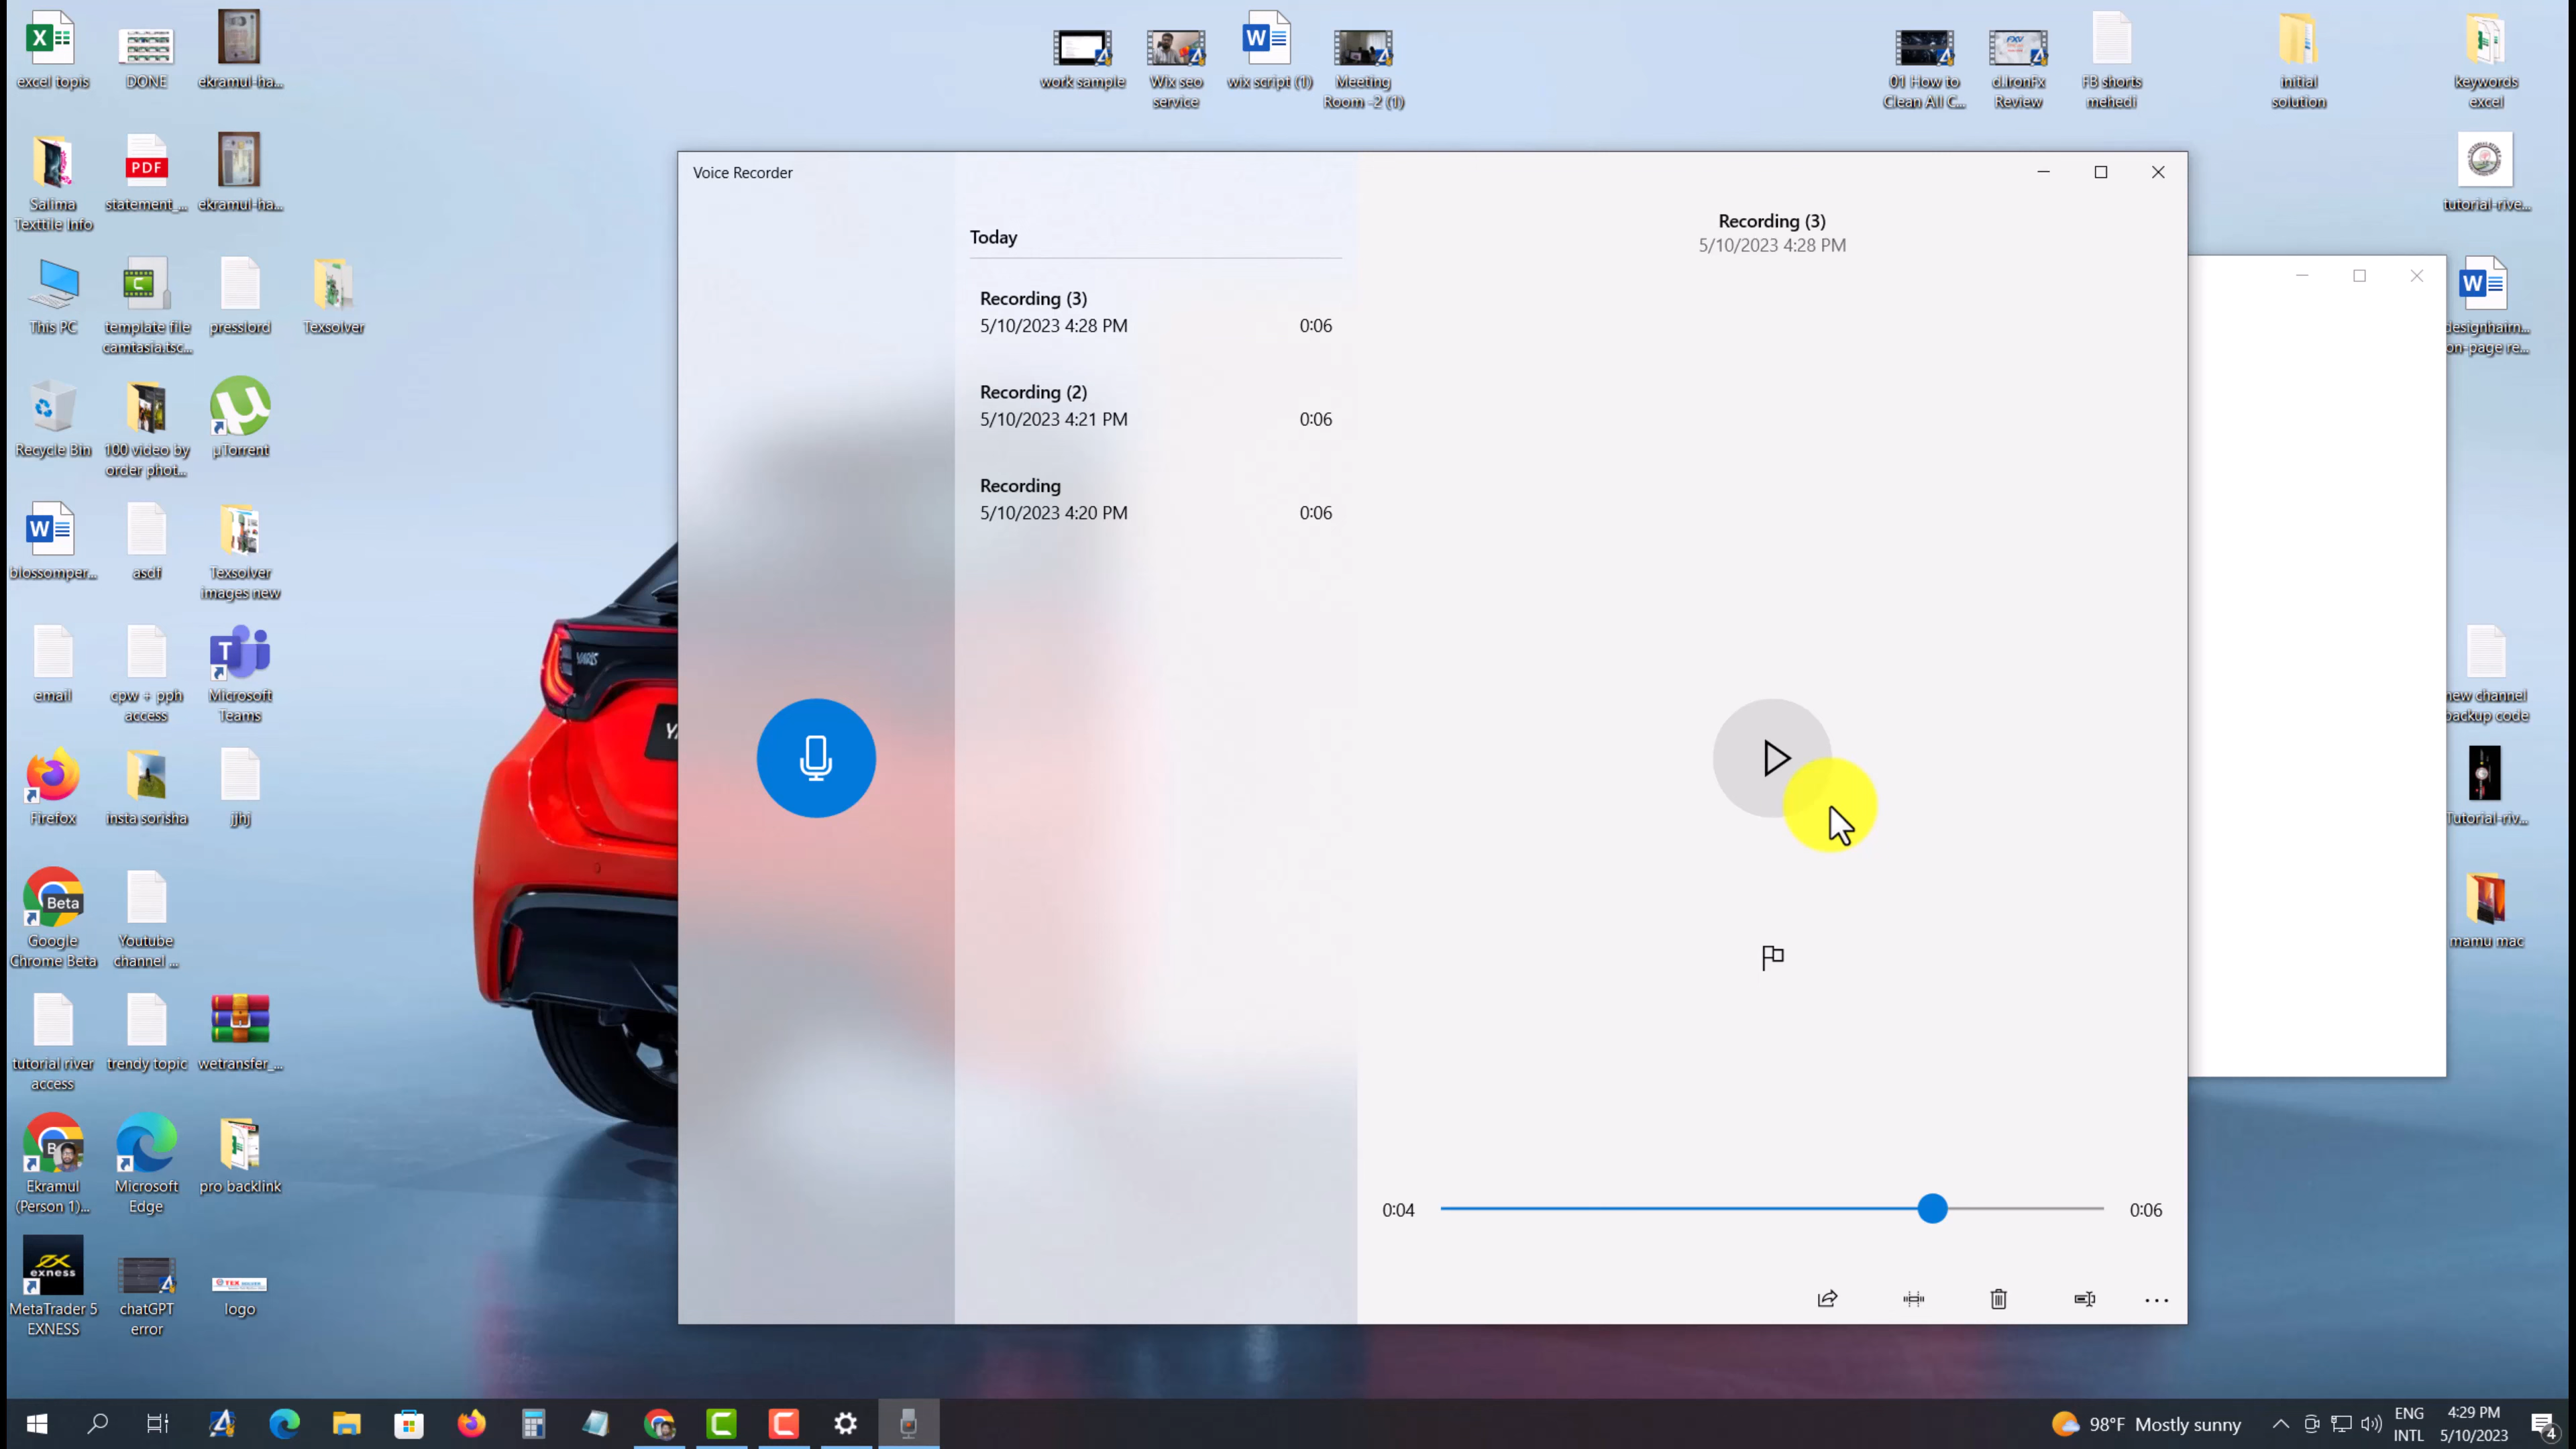 excel topis
DONE
ekramul-ha...
work sample
Wix seo
service
wix script (1)
Meeting
Room -2 (1)
01 How to
Clean All C...
d.IronFx
Review
FB shorts
mehedi
initial
solution
keywords
excel
Salima
Texttile Info
PDF
statement_...
ekramul-ha...
tutorial-rive...
This PC
template file
camtasia.tsc...
presslord
Texsolver
designhairn...
on-page re...
Recycle Bin
100 video by
order phot...
µTorrent
blossomper...
asdf
Texsolver
images new
email
cpw + pph
access
Microsoft
Teams
new channel
backup code
Firefox
insta sorisha
jjhj
Tutorial-riv...
Beta
Google
Chrome Beta
Youtube
channel ...
mamu mac
tutorial river
access
trendy topic
wetransfer_...
Ekramul
(Person 1)...
Microsoft
Edge
pro backlink
exness
MetaTrader 5
EXNESS
chatGPT
error
logo
YARIS
Voice Recorder
Today
Recording (3)
5/10/2023 4:28 PM
0:06
Recording (2)
5/10/2023 4:21 PM
0:06
Recording
5/10/2023 4:20 PM
0:06
Recording (3)
5/10/2023 4:28 PM
0:04
0:06
98°F Mostly sunny
ENG
INTL
4:29 PM
5/10/2023
4